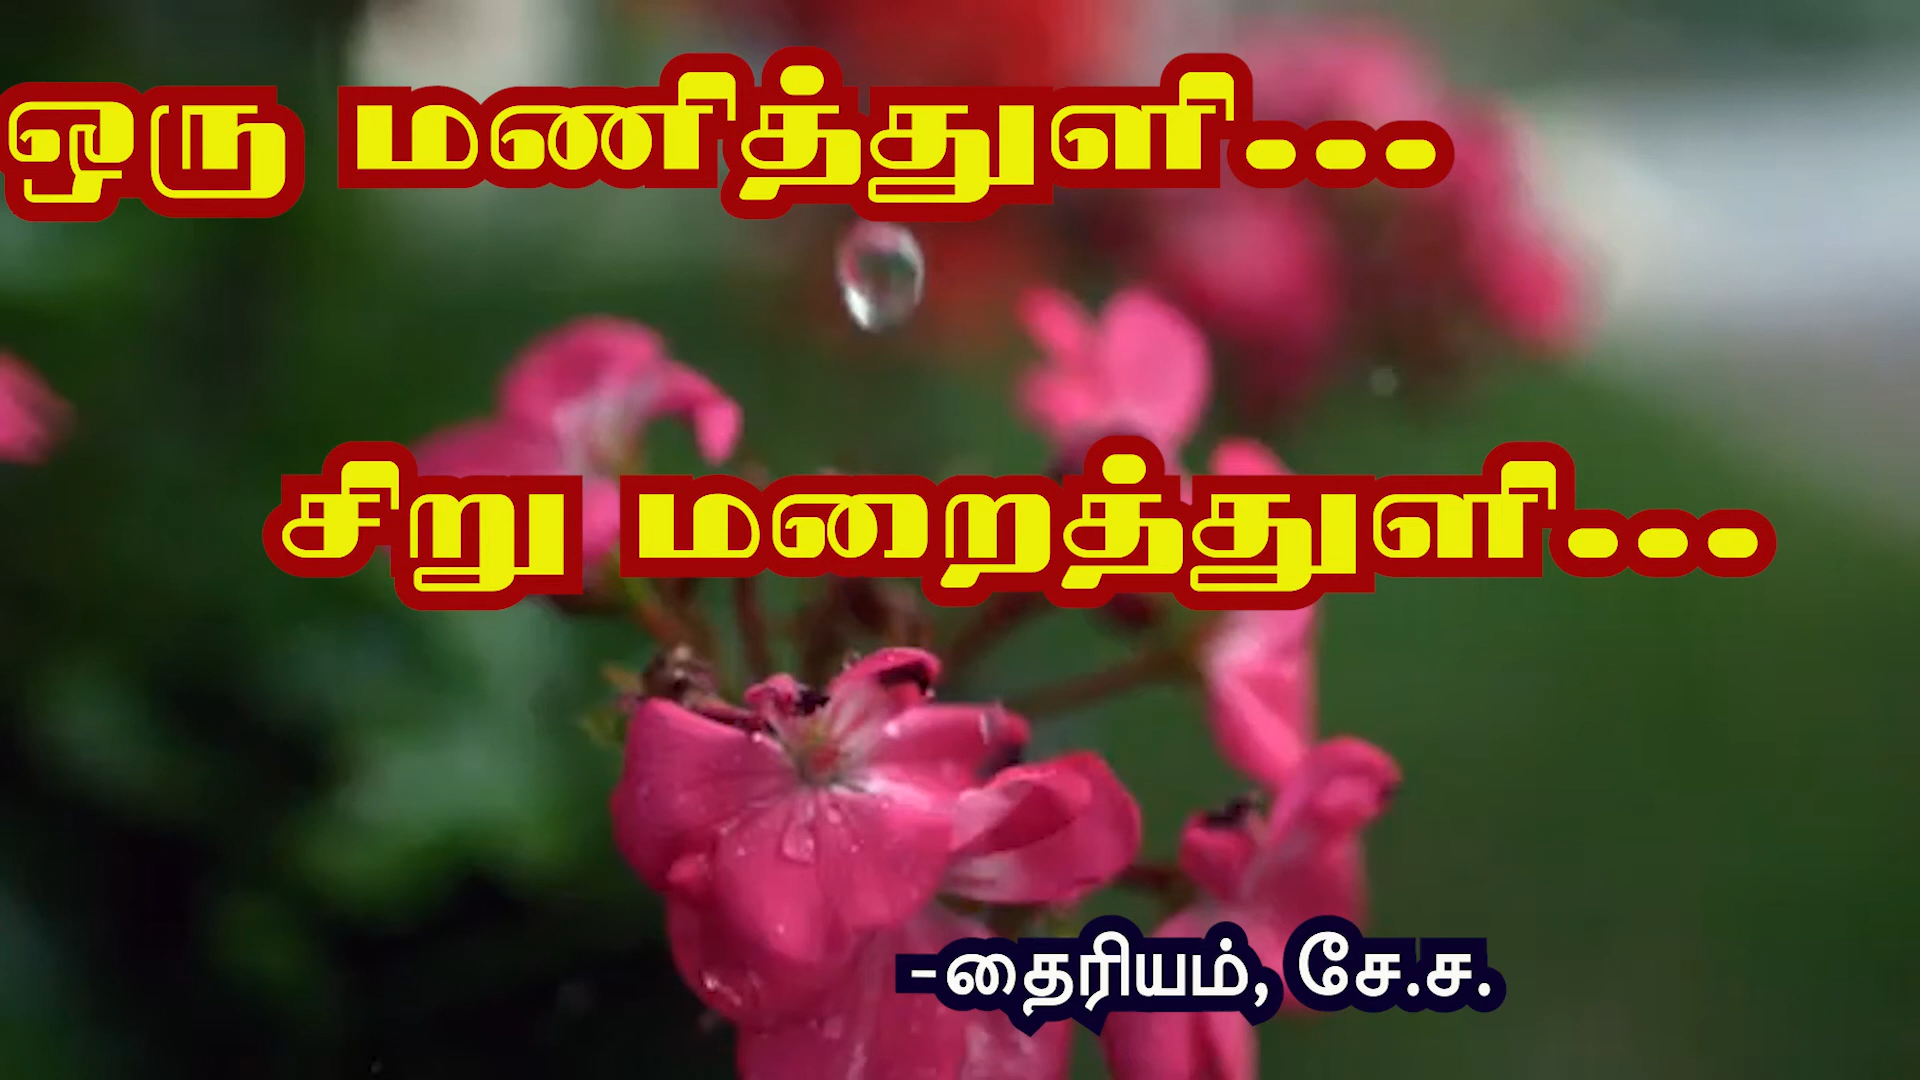 ஒரு மணித்துளி...
சிறு மறைத்துளி...
-தைரியம், சே.ச.